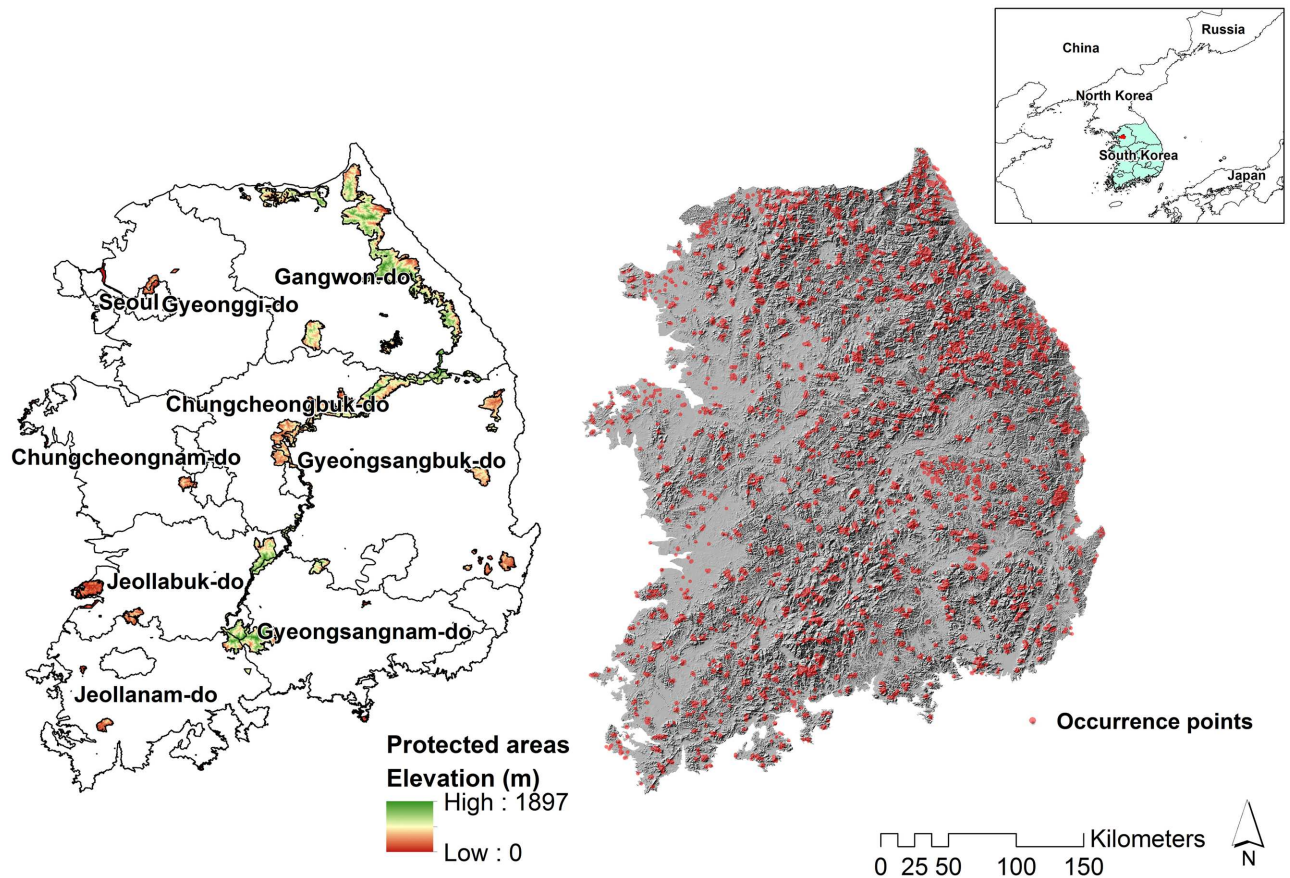 Russia
China
North Korea
South Korea
Japan
Gangwon-do
Seoul Gyeonggi-do
Chungcheongbuk-do
Chungcheongnam-do
Gyeongsangbuk-do
Jeollabuk-do
Gyeongsangnam-do
Jeollanam-do
Protected areas
Elevation (m)
High : 1897
Low : 0
Occurrence points
Kilometers
0 25 50 100 150
N